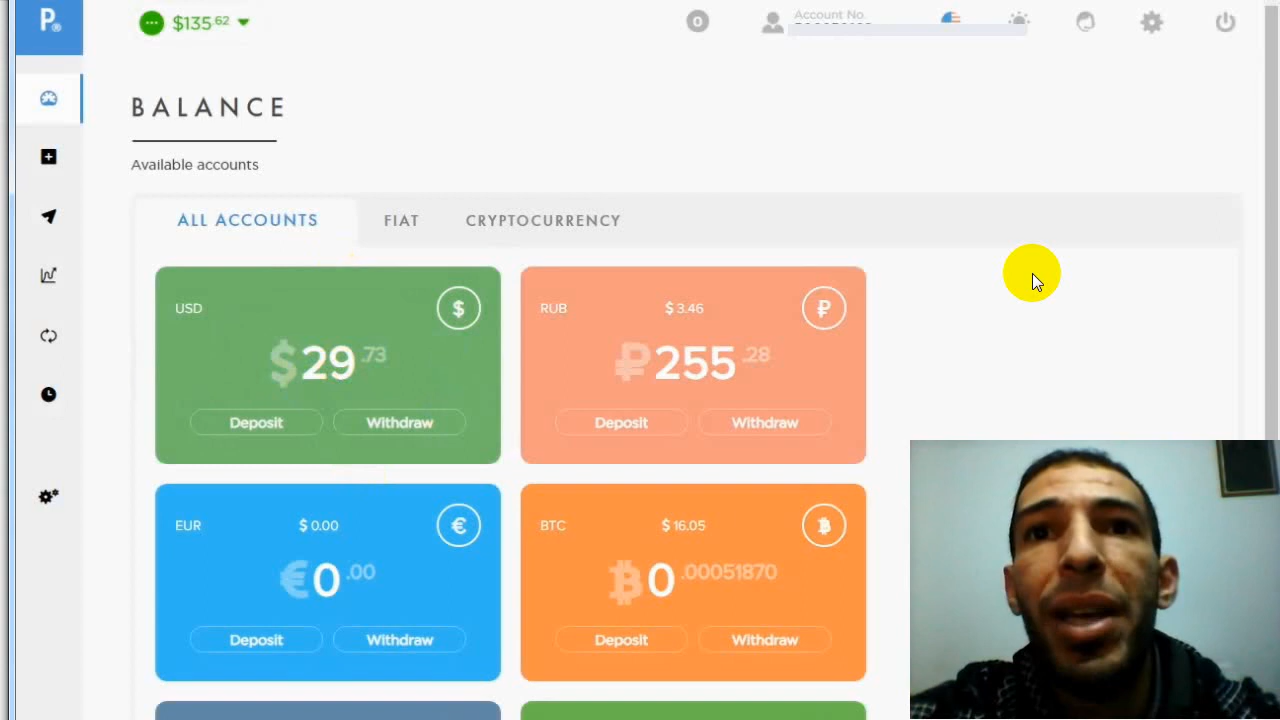 P®
$135.62
0
Account No.
BALANCE
Available accounts
ALL ACCOUNTS
FIAT
CRYPTOCURRENCY
USD
$
$29.73
Deposit
Withdraw
RUB
$ 3.46
₽
₽255.28
Deposit
Withdraw
EUR
$ 0.00
€
€0.00
Deposit
Withdraw
BTC
$ 16.05
₿
₿0.00051870
Deposit
Withdraw